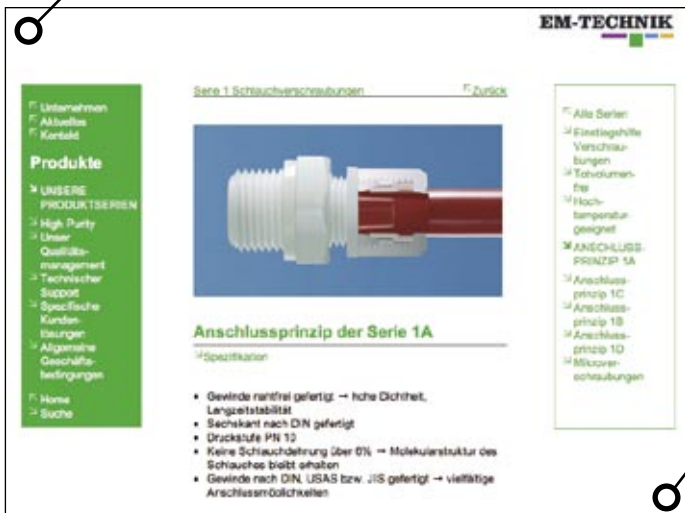 EM-TECHNIK
Unternehmen
Aktuelles
Kontakt
Produkte
UNSERE
PRODUKTSERIEN
High Purity
Unser
Qualitäts-
management
Technischer
Support
Spezifische
Kunden-
lösungen
Allgemeine
Geschäfts-
bedingungen
Home
Suche
Serie 1 Schlauchverschraubungen
Zurück
Anschlussprinzip der Serie 1A
Spezifikation
• Gewinde nahtfrei gefertigt → hohe Dichtheit,
Langzeitstabilität
• Sechskant nach DIN gefertigt
• Druckstufe PN 10
• Keine Schlauchdehnung über 6% → Molekularstruktur des
Schlauches bleibt erhalten
• Gewinde nach DIN, USAS bzw. JIS gefertigt → vielfältige
Anschlussmöglichkeiten
Alle Serien
Einstiegshilfe
Verschrau-
bungen
Totvolumen-
frei
Hoch-
temperatur
geeignet
ANSCHLUSS-
PRINZIP 1A
Anschluss-
prinzip 1C
Anschluss-
prinzip 1B
Anschluss-
prinzip 1D
Mikrover-
schraubungen